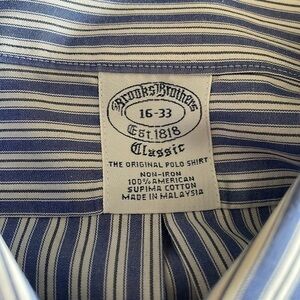 Brooks Brothers
16-33
Est. 1818
Classic
THE ORIGINAL POLO SHIRT
NON-IRON
100% AMERICAN
SUPIMA COTTON
MADE IN MALAYSIA